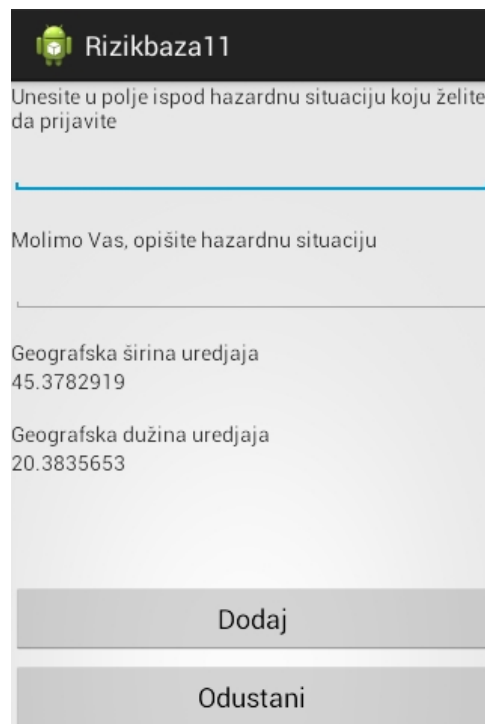 Rizikbaza11
Unesite u polje ispod hazardnu situaciju koju želite
da prijavite
Molimo Vas, opišite hazardnu situaciju
Geografska širina uredjaja
45.3782919
Geografska dužina uredjaja
20.3835653
Dodaj
Odustani